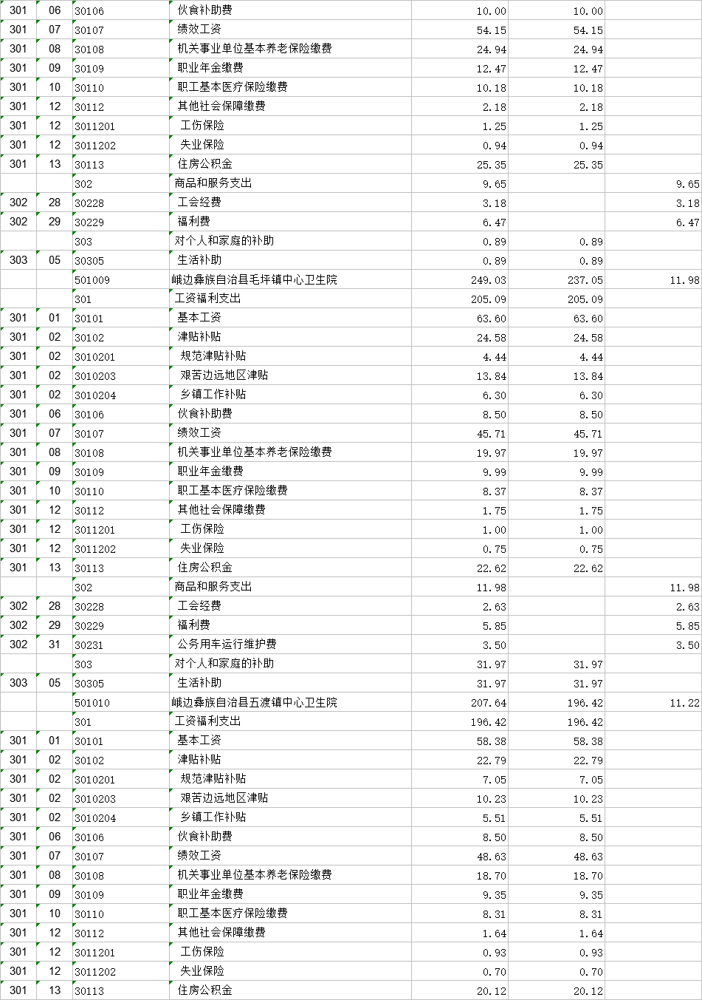 301 06 30106 伙食补助费 10.00 10.00
301 07 30107 绩效工资 54.15 54.15
301 08 30108 机关事业单位基本养老保险缴费 24.94 24.94
301 09 30109 职业年金缴费 12.47 12.47
301 10 30110 职工基本医疗保险缴费 10.18 10.18
301 12 30112 其他社会保障缴费 2.18 2.18
301 12 3011201 工伤保险 1.25 1.25
301 12 3011202 失业保险 0.94 0.94
301 13 30113 住房公积金 25.35 25.35
302 商品和服务支出 9.65 9.65
302 28 30228 工会经费 3.18 3.18
302 29 30229 福利费 6.47 6.47
303 对个人和家庭的补助 0.89 0.89
303 05 30305 生活补助 0.89 0.89
501009 峨边彝族自治县毛坪镇中心卫生院 249.03 237.05 11.98
301 工资福利支出 205.09 205.09
301 01 30101 基本工资 63.60 63.60
301 02 30102 津贴补贴 24.58 24.58
301 02 3010201 规范津贴补贴 4.44 4.44
301 02 3010203 艰苦边远地区津贴 13.84 13.84
301 02 3010204 乡镇工作补贴 6.30 6.30
301 06 30106 伙食补助费 8.50 8.50
301 07 30107 绩效工资 45.71 45.71
301 08 30108 机关事业单位基本养老保险缴费 19.97 19.97
301 09 30109 职业年金缴费 9.99 9.99
301 10 30110 职工基本医疗保险缴费 8.37 8.37
301 12 30112 其他社会保障缴费 1.75 1.75
301 12 3011201 工伤保险 1.00 1.00
301 12 3011202 失业保险 0.75 0.75
301 13 30113 住房公积金 22.62 22.62
302 商品和服务支出 11.98 11.98
302 28 30228 工会经费 2.63 2.63
302 29 30229 福利费 5.85 5.85
302 31 30231 公务用车运行维护费 3.50 3.50
303 对个人和家庭的补助 31.97 31.97
303 05 30305 生活补助 31.97 31.97
501010 峨边彝族自治县五渡镇中心卫生院 207.64 196.42 11.22
301 工资福利支出 196.42 196.42
301 01 30101 基本工资 58.38 58.38
301 02 30102 津贴补贴 22.79 22.79
301 02 3010201 规范津贴补贴 7.05 7.05
301 02 3010203 艰苦边远地区津贴 10.23 10.23
301 02 3010204 乡镇工作补贴 5.51 5.51
301 06 30106 伙食补助费 8.50 8.50
301 07 30107 绩效工资 48.63 48.63
301 08 30108 机关事业单位基本养老保险缴费 18.70 18.70
301 09 30109 职业年金缴费 9.35 9.35
301 10 30110 职工基本医疗保险缴费 8.31 8.31
301 12 30112 其他社会保障缴费 1.64 1.64
301 12 3011201 工伤保险 0.93 0.93
301 12 3011202 失业保险 0.70 0.70
301 13 30113 住房公积金 20.12 20.12